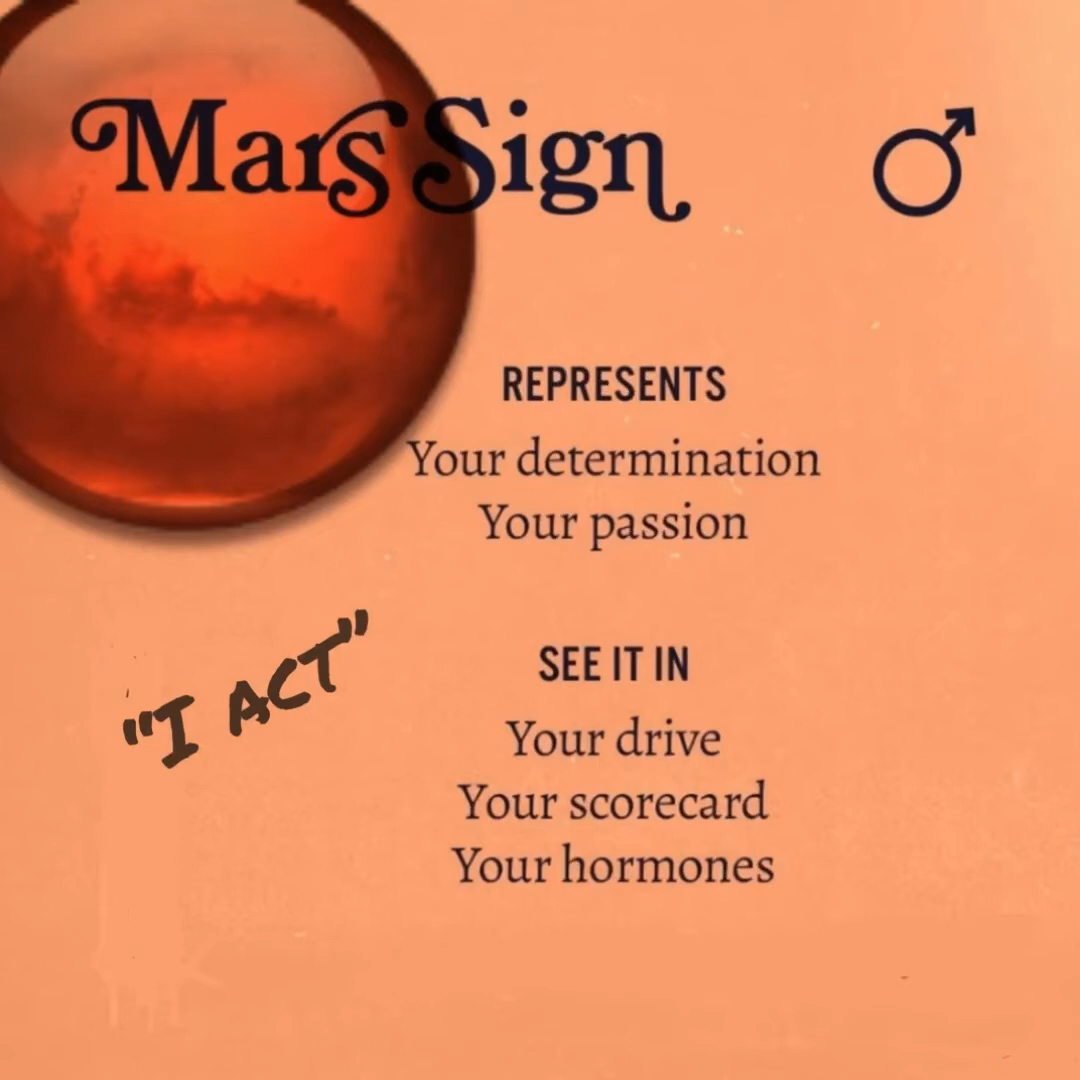 Mars Sign
REPRESENTS
Your determination
Your passion
"I ACT"
SEE IT IN
Your drive
Your scorecard
Your hormones